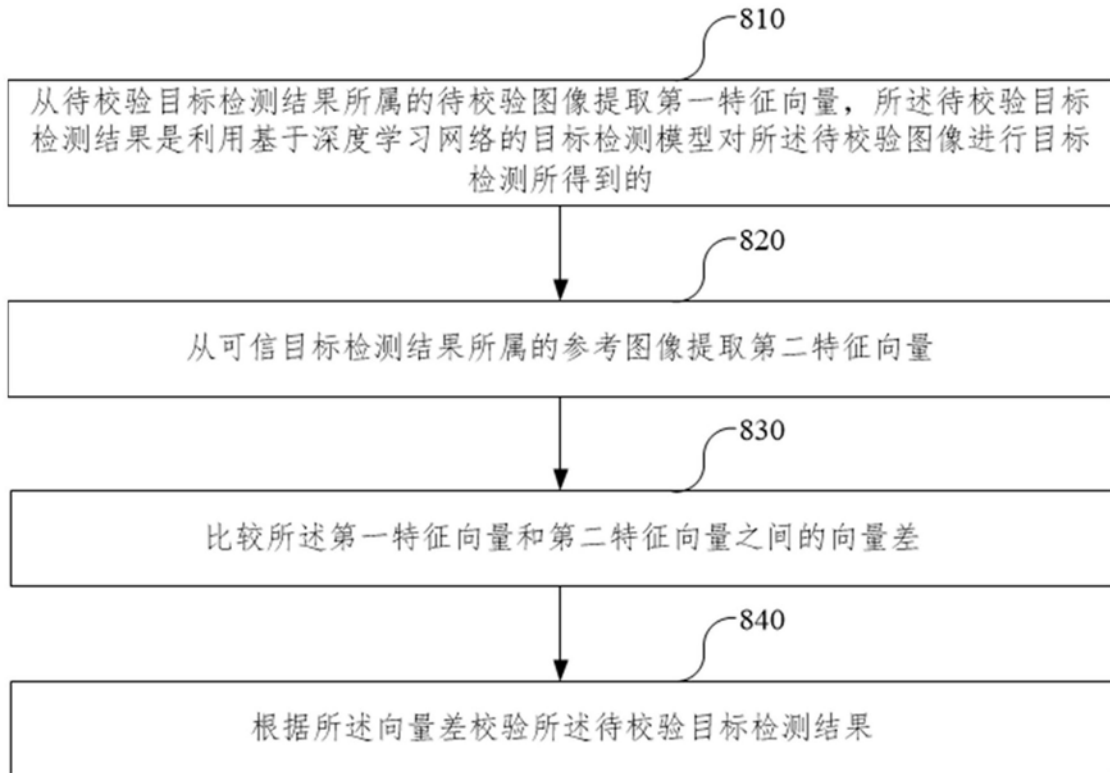 810
从待校验目标检测结果所属的待校验图像提取第一特征向量，所述待校验目标
检测结果是利用基于深度学习网络的目标检测模型对所述待校验图像进行目标
检测所得到的
820
从可信目标检测结果所属的参考图像提取第二特征向量
830
比较所述第一特征向量和第二特征向量之间的向量差
840
根据所述向量差校验所述待校验目标检测结果